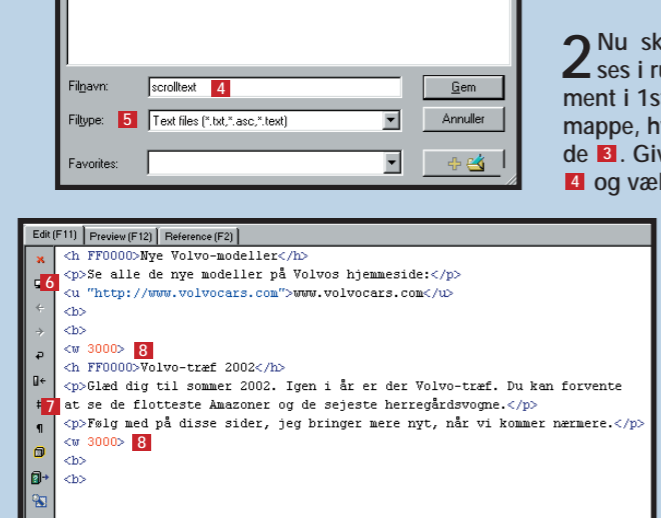 Filnavn: scrolltext 4 Gem
Filtype: 5 Text files (*.txt,*.asc,*.text) Annuller
Favorites:
2 Nu sk
ses i ru
ment i 1s
mappe, h
de 3. Giv
4 og væl
Edit (F11) Preview (F12) Reference (F2)
<h FF0000>Nye Volvo-modeller</h>
6 <p>Se alle de nye modeller på Volvos hjemmeside:</p>
<u "http://www.volvocars.com">www.volvocars.com</u>
<b>
<b>
<w 3000> 8
<h FF0000>Volvo-træf 2002</h>
<p>Glæd dig til sommer 2002. Igen i år er der Volvo-træf. Du kan forvente
7 at se de flotteste Amazoner og de sejeste herregårdsvogne.</p>
<p>Følg med på disse sider, jeg bringer mere nyt, når vi kommer nærmere.</p>
<w 3000> 8
<b>
<b>